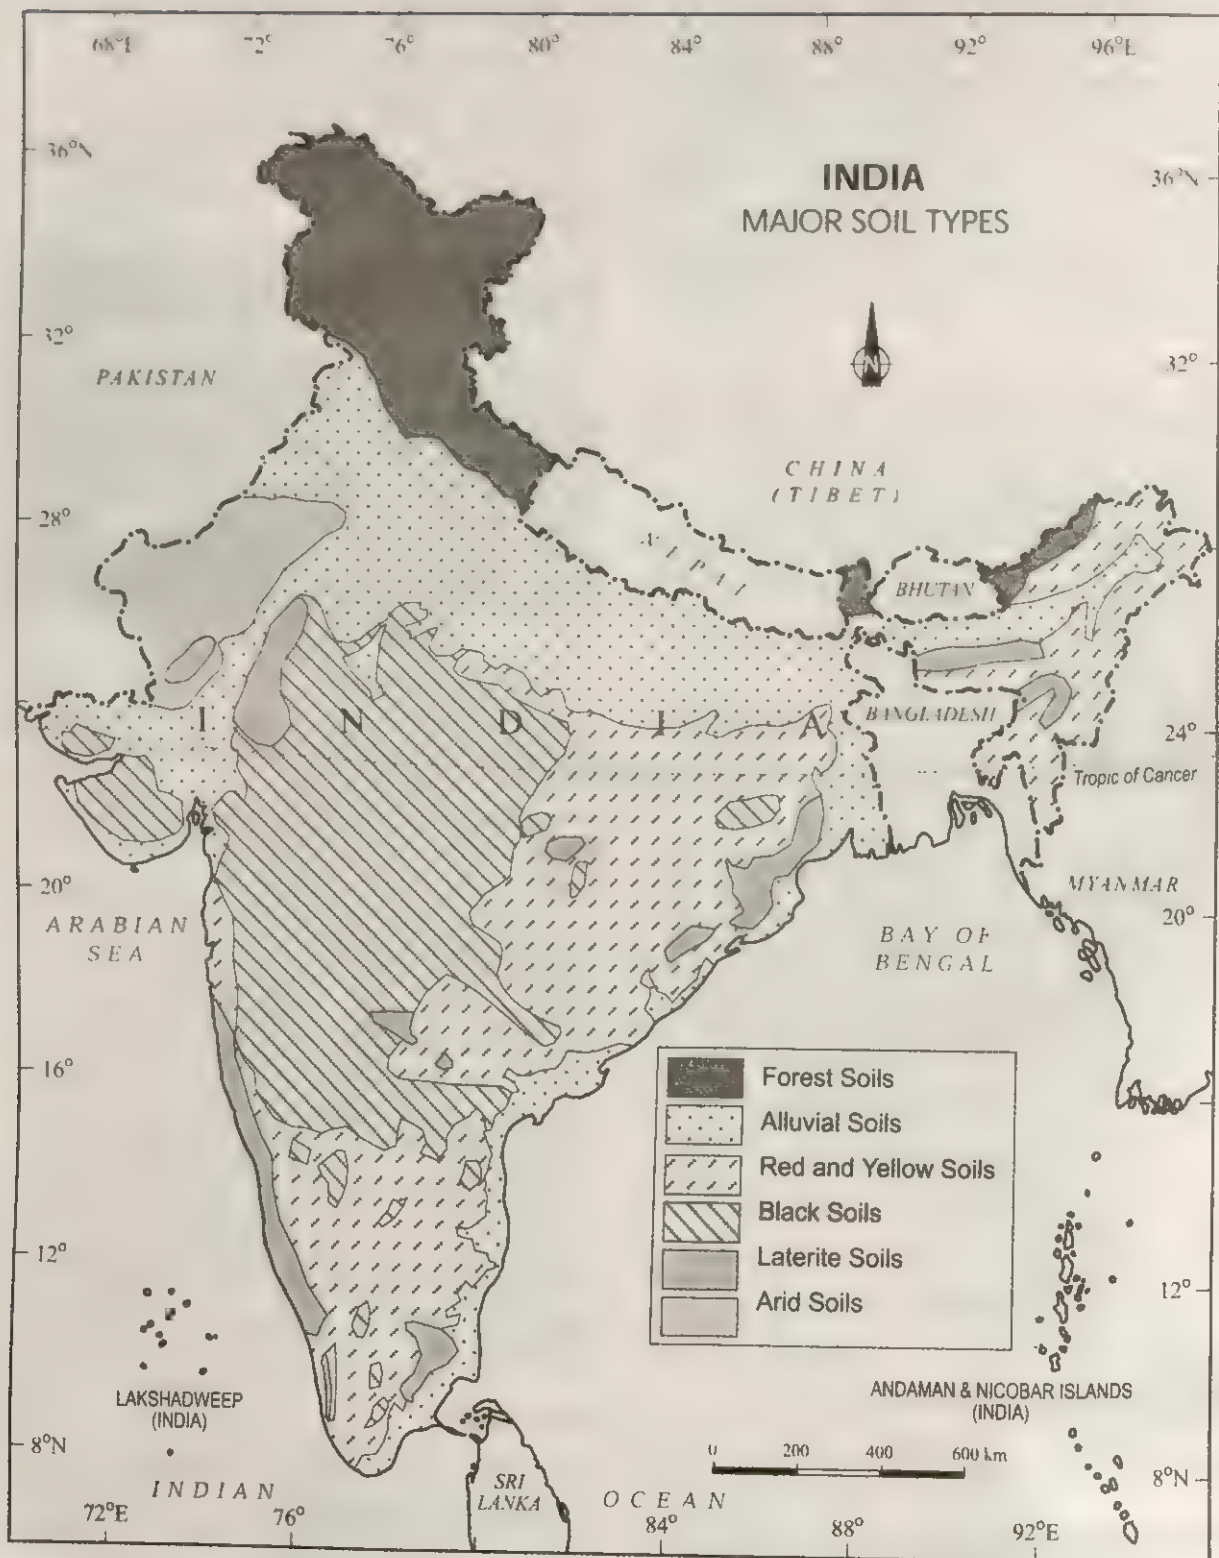 68°E 72° 76° 80° 84° 88° 92° 96°E
36°N
INDIA
36°N
MAJOR SOIL TYPES
N
32°
32°
PAKISTAN
CHINA
(TIBET)
28°
BHUTAN
I N D I A
BANGLADESH
24°
Tropic of Cancer
20°
MYANMAR
20°
ARABIAN
SEA
BAY OF
BENGAL
16°
Forest Soils
Alluvial Soils
Red and Yellow Soils
Black Soils
Laterite Soils
Arid Soils
12°
12°
LAKSHADWEEP
(INDIA)
ANDAMAN & NICOBAR ISLANDS
(INDIA)
8°N
0 200 400 600 km
8°N
SRI
LANKA
INDIAN OCEAN
72°E 76° 84° 88° 92°E